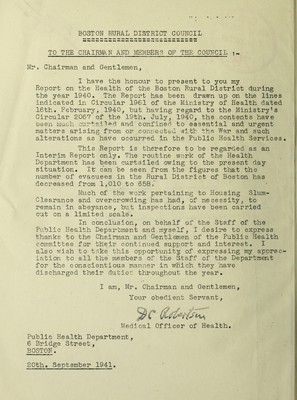 BOSTON RURAL DISTRICT COUNCIL
TO THE CHAIRMAN AND MEMBERS OF THE COUNCIL :-
Mr. Chairman and Gentlemen,
I have the honour to present to you my
Report on the Health of the Boston Rural District during
the year 1940. The Report has been drawn up on the lines
indicated in Circular 1961 of the Ministry of Health dated
16th. February, 1940, but having regard to the Ministry's
Circular 2067 of the 19th. July, 1940, the contents have
been much curtailed and confined to essential and urgent
matters arising from or connected with the War and such
alterations as have occurred in the Public Health Services.
This Report is therefore to be regarded as an
Interim Report only. The routine work of the Health
Department has been curtailed owing to the present day
situation. It can be seen from the figures that the
number of evacuees in the Rural District of Boston has
decreased from 1,010 to 658.
Much of the work pertaining to Housing Slum-
Clearance and overcrowding has had, of necessity, to
remain in abeyance, but inspections have been carried
out on a limited scale.
In conclusion, on behalf of the Staff of the
Public Health Department and myself, I desire to express
thanks to the Chairman and Gentlemen of the Public Health
committee for their continued support and interest. I
also wish to take this opportunity of expressing my apprec-
iation to all the members of the Staff of the Department
for the conscientious manner in which they have
discharged their duties throughout the year.
I am, Mr. Chairman and Gentlemen,
Your obedient Servant,
D C Robertson
Medical Officer of Health.
Public Health Department,
6 Bridge Street,
BOSTON.
20th. September 1941.